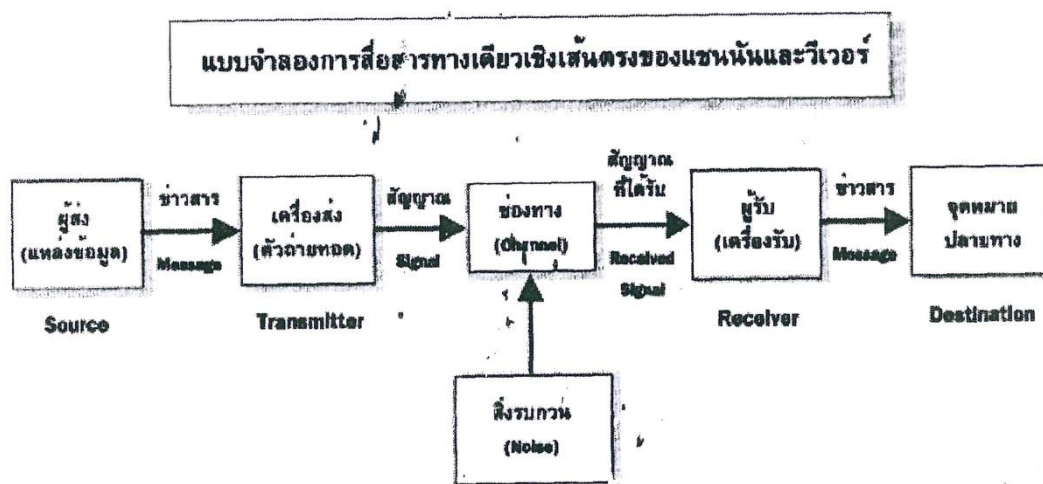 แบบจำลองการสื่อสารทางเดียวเชิงเส้นตรงของแชนนันและวีเวอร์
ผู้ส่ง
(แหล่งข้อมูล)
Source
ข่าวสาร
Message
เครื่องส่ง
(ตัวถ่ายทอด)
Transmitter
สัญญาณ
Signal
ช่องทาง
(Channel)
สัญญาณ
ที่ได้รับ
Received
Signal
ผู้รับ
(เครื่องรับ)
Receiver
ข่าวสาร
Message
จุดหมาย
ปลายทาง
Destination
สิ่งรบกวน
(Noise)